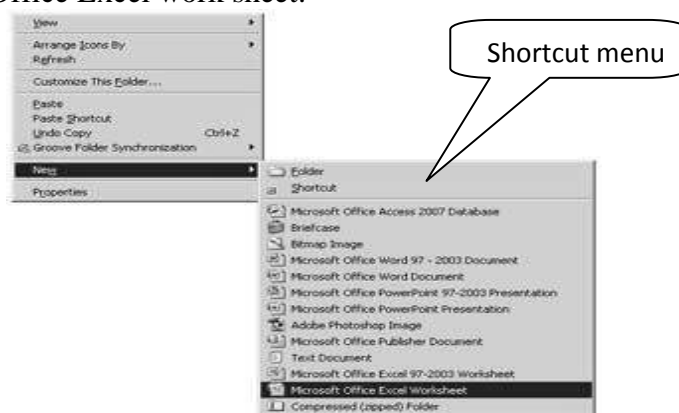 Office Excel work sheet.
View
Arrange Icons By
Refresh
Customize This Folder...
Paste
Paste Shortcut
Undo Copy Ctrl+Z
Groove Folder Synchronization
New
Properties
Shortcut menu
Folder
Shortcut
Microsoft Office Access 2007 Database
Briefcase
Bitmap Image
Microsoft Office Word 97 - 2003 Document
Microsoft Office Word Document
Microsoft Office PowerPoint 97-2003 Presentation
Microsoft Office PowerPoint Presentation
Adobe Photoshop Image
Microsoft Office Publisher Document
Text Document
Microsoft Office Excel 97-2003 Worksheet
Microsoft Office Excel Worksheet
Compressed (zipped) Folder